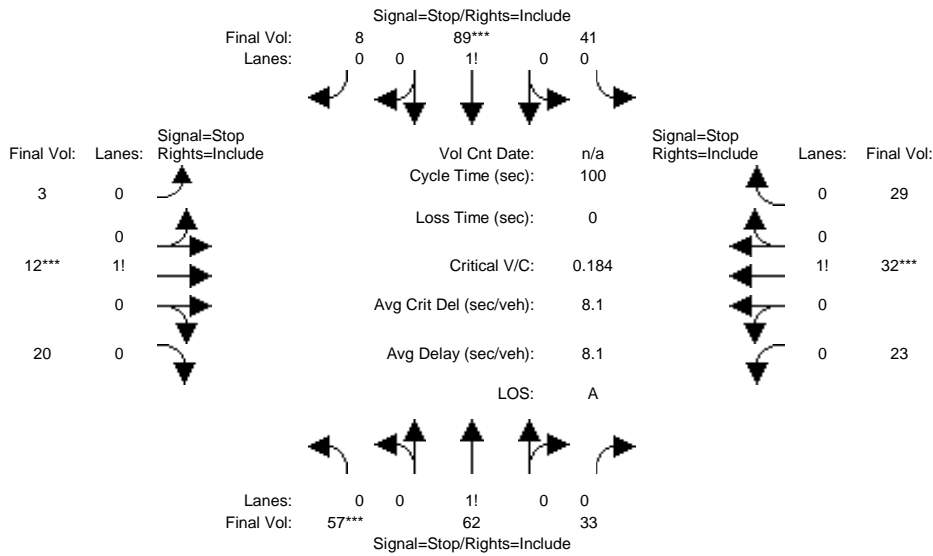 Signal=Stop/Rights=Include
Final Vol: 8 89*** 41
Lanes: 0 0 1! 0 0
Signal=Stop
Final Vol: Lanes: Rights=Include
Vol Cnt Date: n/a
Signal=Stop
Rights=Include Lanes: Final Vol:
Cycle Time (sec): 100
3 0
0 29
Loss Time (sec): 0
0
0
12*** 1!
Critical V/C: 0.184
1! 32***
0
Avg Crit Del (sec/veh): 8.1
0
20 0
Avg Delay (sec/veh): 8.1
0 23
LOS: A
Lanes: 0 0 1! 0 0
Final Vol: 57*** 62 33
Signal=Stop/Rights=Include